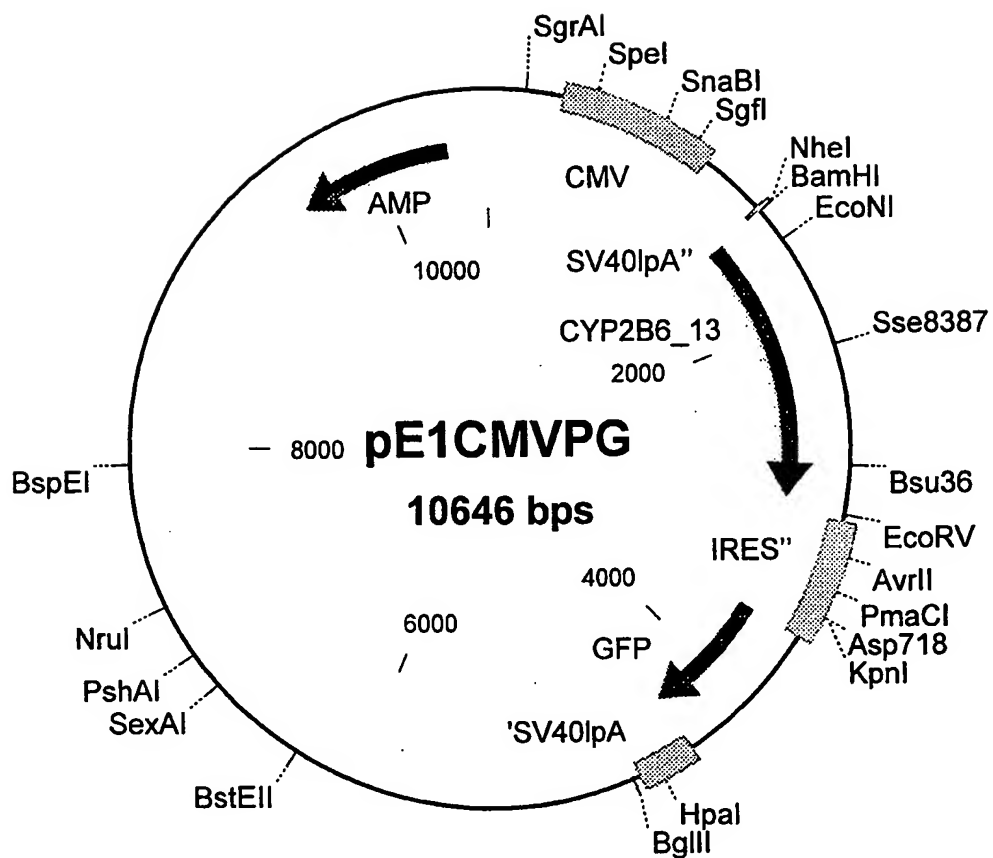 SgrAI
SpeI
SnaBI
SgfI
NheI
BamHI
EcoNI
CMV
AMP
10000
SV40lpA"
CYP2B6_13
2000
Sse8387
8000
pE1CMVPG
10646 bps
BspEI
Bsu36
EcoRV
IRES"
AvrII
PmaCI
Asp718
KpnI
4000
6000
GFP
NruI
PshAI
SexAI
'SV40lpA
BstEII
HpaI
BglII